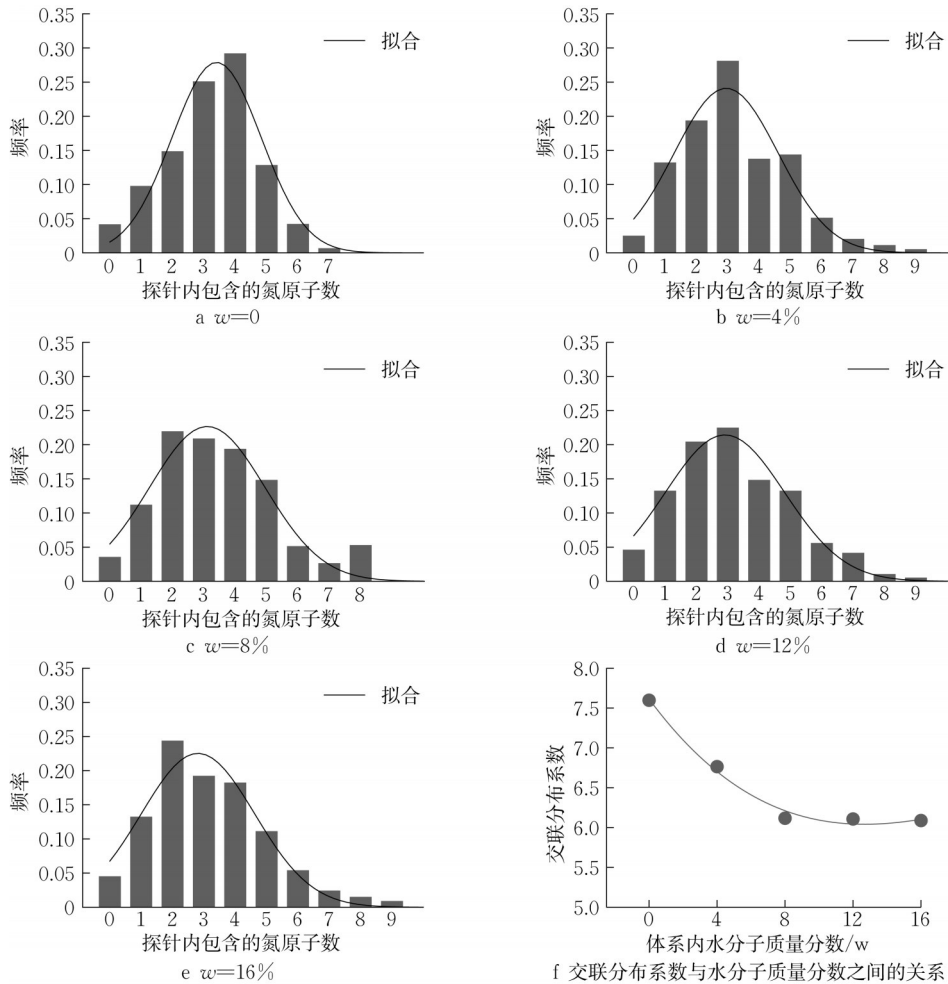 0.35
0.30
0.25
0.20
0.15
0.10
0.05
0
频率
拟合
0 1 2 3 4 5 6 7
探针内包含的氮原子数
a w=0
0.35
0.30
0.25
0.20
0.15
0.10
0.05
0
频率
拟合
0 1 2 3 4 5 6 7 8 9
探针内包含的氮原子数
b w=4%
0.35
0.30
0.25
0.20
0.15
0.10
0.05
0
频率
拟合
0 1 2 3 4 5 6 7 8
探针内包含的氮原子数
c w=8%
0.35
0.30
0.25
0.20
0.15
0.10
0.05
0
频率
拟合
0 1 2 3 4 5 6 7 8 9
探针内包含的氮原子数
d w=12%
0.35
0.30
0.25
0.20
0.15
0.10
0.05
0
频率
拟合
0 1 2 3 4 5 6 7 8 9
探针内包含的氮原子数
e w=16%
8.0
7.5
7.0
6.5
6.0
5.5
5.0
交联分布系数
0 4 8 12 16
体系内水分子质量分数/w
f 交联分布系数与水分子质量分数之间的关系